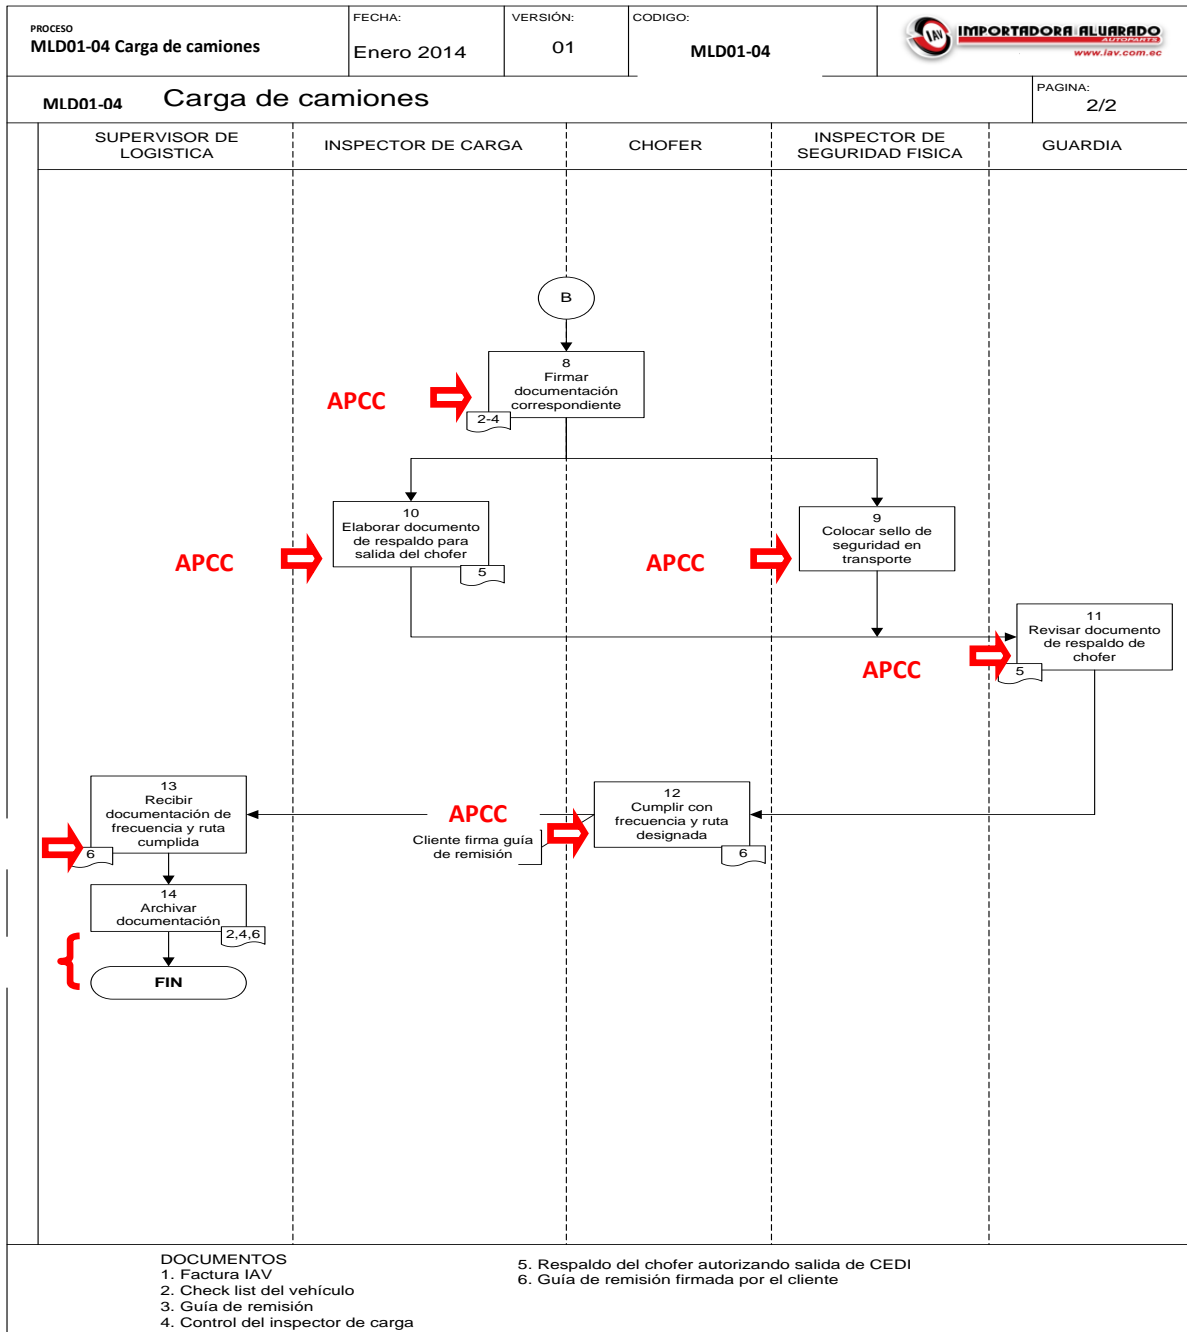 PROCESO
MLD01-04 Carga de camiones
FECHA:
Enero 2014
VERSIÓN:
01
CODIGO:
MLD01-04
IAV
IMPORTADORA ALVARADO
AUTOPARTS
www.iav.com.ec
MLD01-04 Carga de camiones
PAGINA:
2/2
SUPERVISOR DE
LOGISTICA
INSPECTOR DE CARGA
CHOFER
INSPECTOR DE
SEGURIDAD FISICA
GUARDIA
B
8
Firmar
documentación
correspondiente
2-4
APCC
10
Elaborar documento
de respaldo para
salida del chofer
5
APCC
9
Colocar sello de
seguridad en
transporte
APCC
11
Revisar documento
de respaldo de
chofer
5
APCC
12
Cumplir con
frecuencia y ruta
designada
6
APCC
Cliente firma guía
de remisión
13
Recibir
documentación de
frecuencia y ruta
cumplida
6
14
Archivar
documentación
2,4,6
FIN
DOCUMENTOS
1. Factura IAV
2. Check list del vehículo
3. Guía de remisión
4. Control del inspector de carga
5. Respaldo del chofer autorizando salida de CEDI
6. Guía de remisión firmada por el cliente